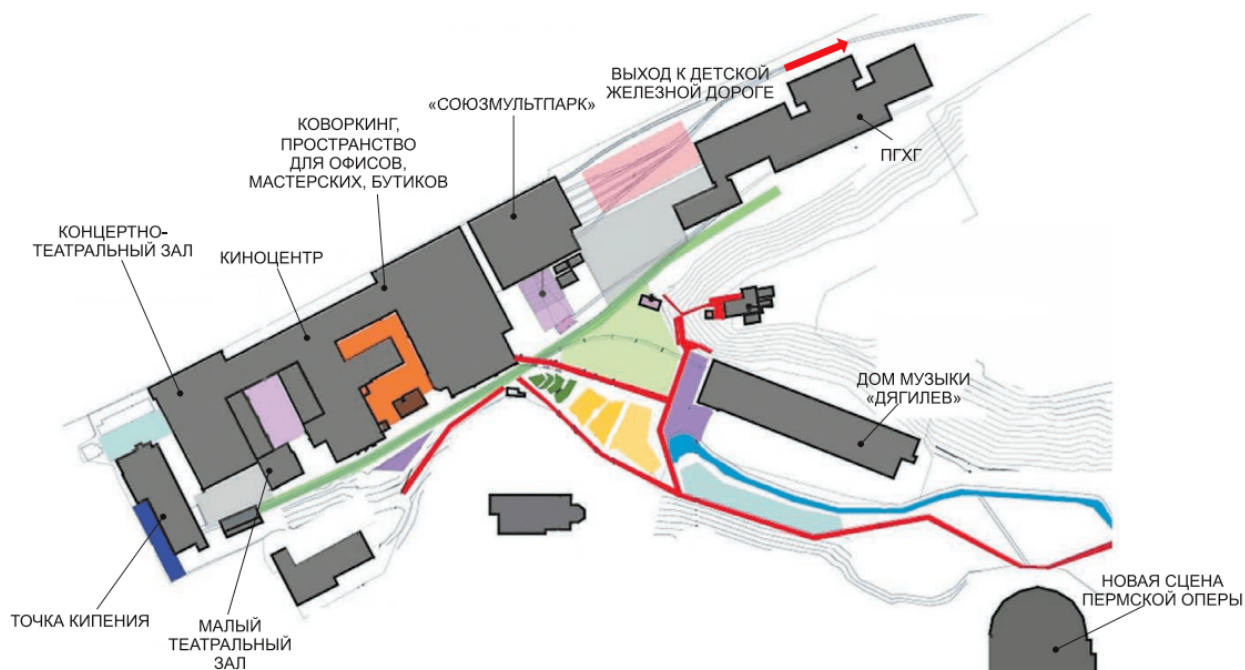 ВЫХОД К ДЕТСКОЙ
ЖЕЛЕЗНОЙ ДОРОГЕ
«СОЮЗМУЛЬТПАРК»
КОВОРКИНГ,
ПРОСТРАНСТВО
ДЛЯ ОФИСОВ,
МАСТЕРСКИХ, БУТИКОВ
ПГХГ
КОНЦЕРТНО-
ТЕАТРАЛЬНЫЙ ЗАЛ
КИНОЦЕНТР
ДОМ МУЗЫКИ
«ДЯГИЛЕВ»
ТОЧКА КИПЕНИЯ
МАЛЫЙ
ТЕАТРАЛЬНЫЙ
ЗАЛ
НОВАЯ СЦЕНА
ПЕРМСКОЙ ОПЕРЫ